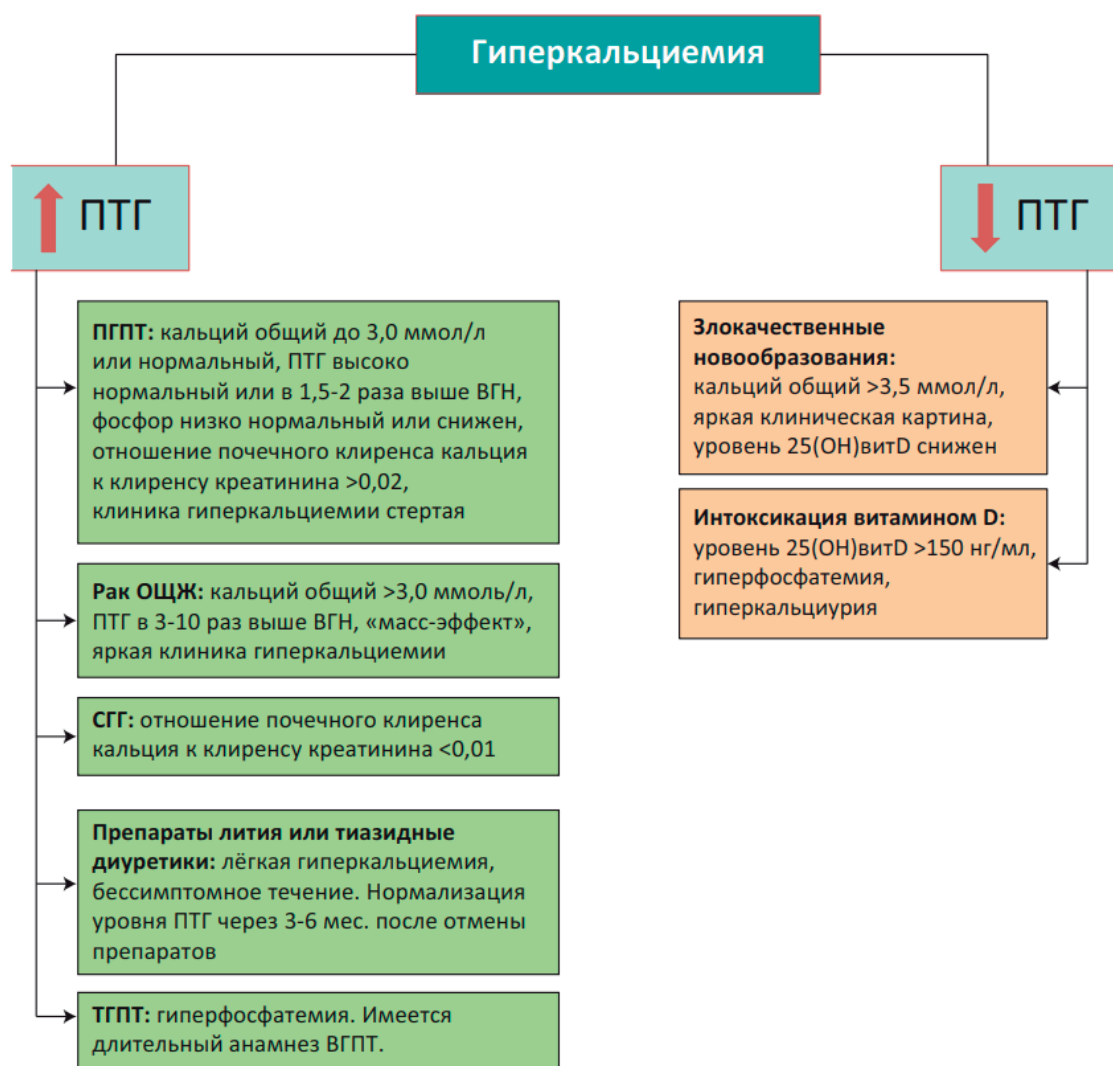 Гиперкальциемия
ПТГ
ПТГ
ПГПТ: кальций общий до 3,0 ммол/л
или нормальный, ПТГ высоко
нормальный или в 1,5-2 раза выше ВГН,
фосфор низко нормальный или снижен,
отношение почечного клиренса кальция
к клиренсу креатинина >0,02,
клиника гиперкальциемии стертая
Рак ОЩЖ: кальций общий >3,0 ммоль/л,
ПТГ в 3-10 раз выше ВГН, «масс-эффект»,
яркая клиника гиперкальциемии
СГГ: отношение почечного клиренса
кальция к клиренсу креатинина <0,01
Препараты лития или тиазидные
диуретики: лёгкая гиперкальциемия,
бессимптомное течение. Нормализация
уровня ПТГ через 3-6 мес. после отмены
препаратов
ТГПТ: гиперфосфатемия. Имеется
длительный анамнез ВГПТ.
Злокачественные
новообразования:
кальций общий >3,5 ммол/л,
яркая клиническая картина,
уровень 25(ОН)витD снижен
Интоксикация витамином D:
уровень 25(ОН)витD >150 нг/мл,
гиперфосфатемия,
гиперкальциурия